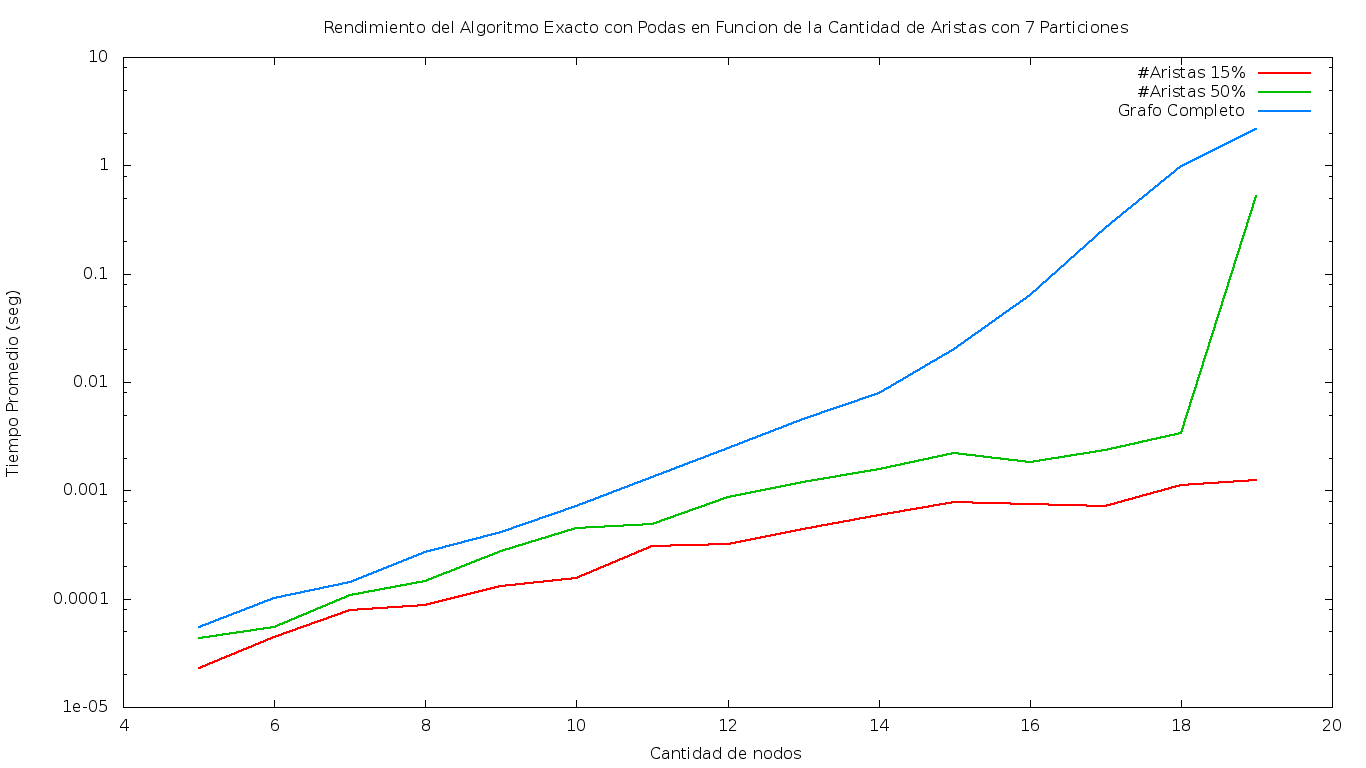 Rendimiento del Algoritmo Exacto con Podas en Funcion de la Cantidad de Aristas con 7 Particiones
#Aristas 15%
#Aristas 50%
Grafo Completo
Tiempo Promedio (seg)
10
1
0.1
0.01
0.001
0.0001
1e-05
4 6 8 10 12 14 16 18 20
Cantidad de nodos